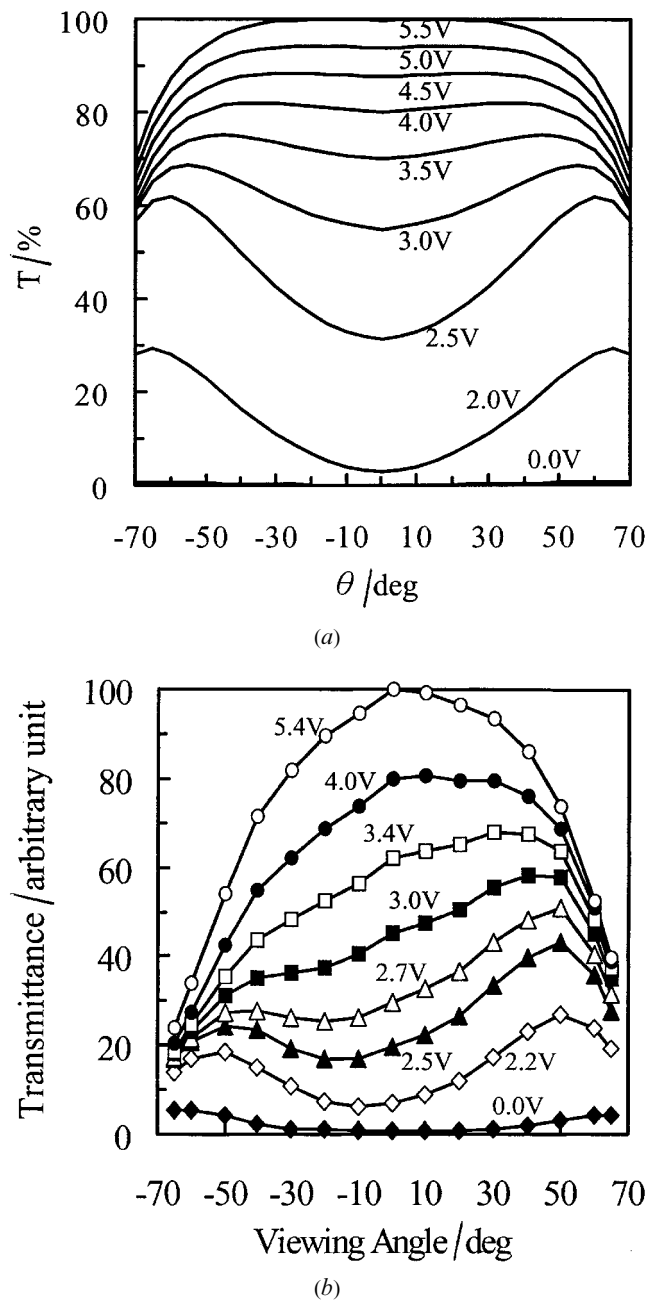 100
80
60
40
20
0
T /%
5.5V
5.0V
4.5V
4.0V
3.5V
3.0V
2.5V
2.0V
0.0V
-70 -50 -30 -10 10 30 50 70
θ /deg
(a)
100
80
60
40
20
0
Transmittance / arbitrary unit
5.4V
4.0V
3.4V
3.0V
2.7V
2.5V
2.2V
0.0V
-70 -50 -30 -10 10 30 50 70
Viewing Angle /deg
(b)